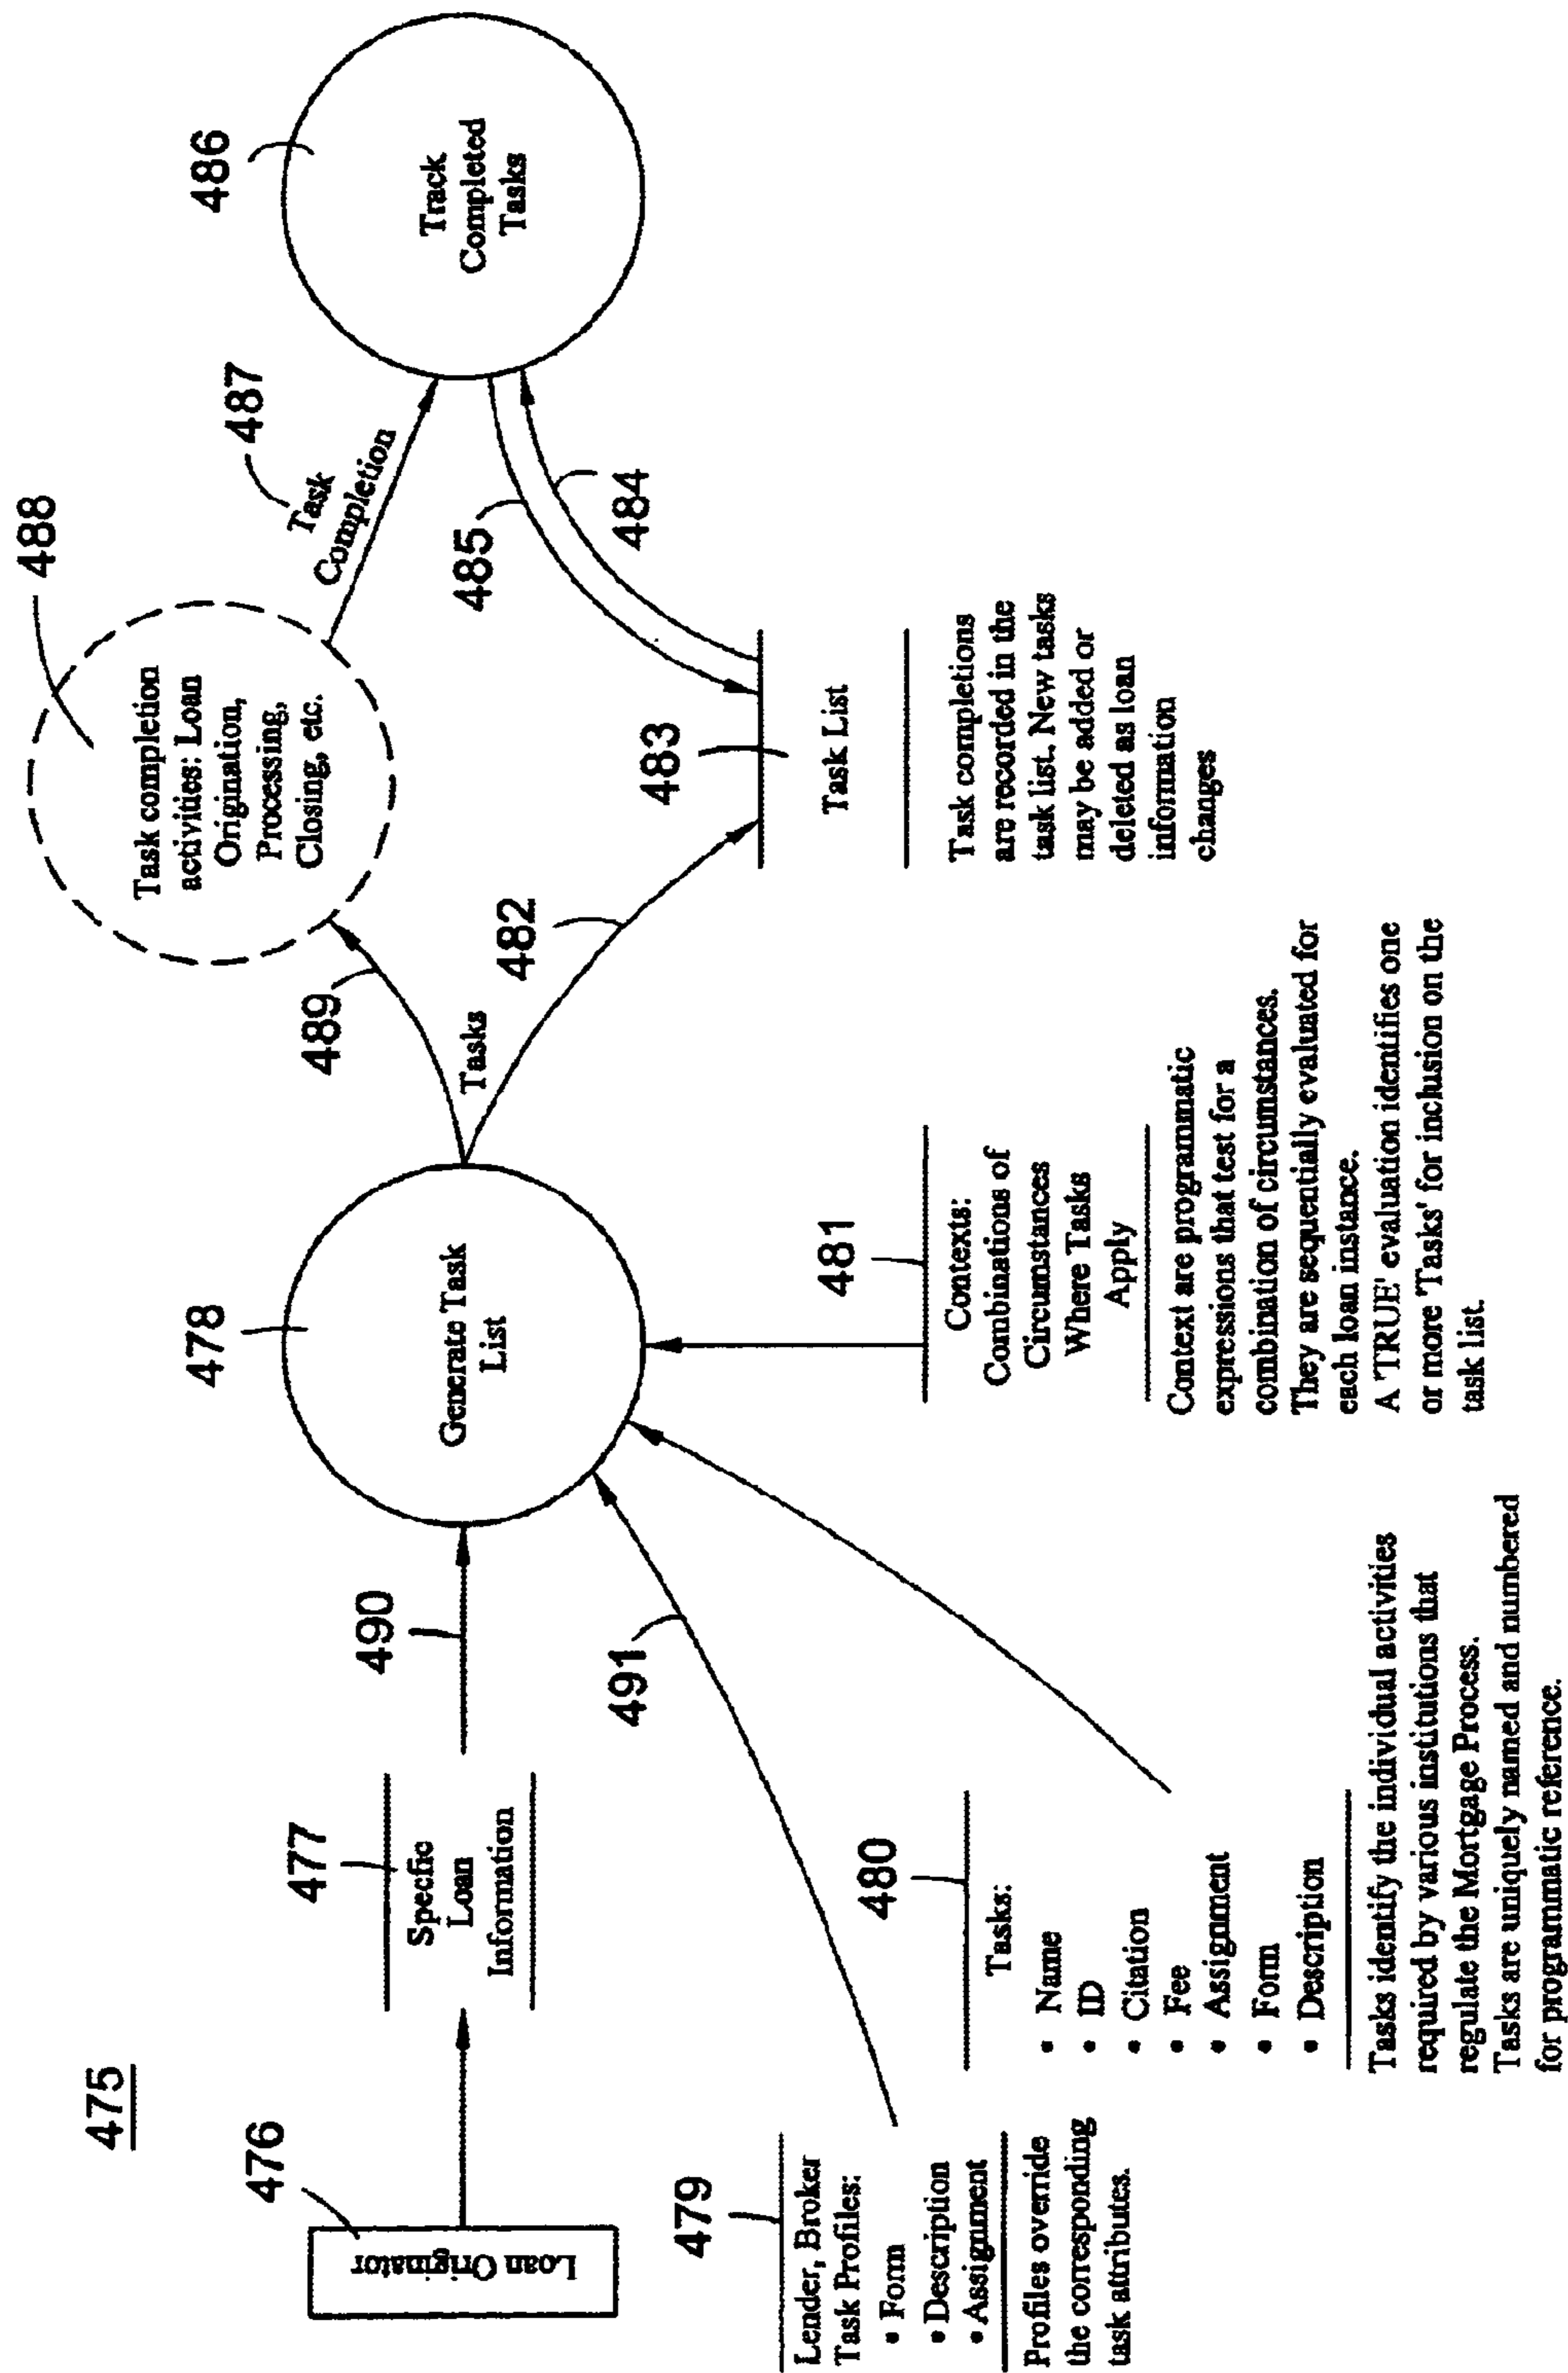 475
476
Loan Originator
477
Specfic
Loan
Information
490
478
Generate Task
List
491
479
Lender, Broker
Task Profiles:
• Form
• Description
• Assignment
Profiles override
the corresponding
task attributes.
480
Tasks:
• Name
• ID
• Citation
• Fee
• Assignment
• Form
• Description
Tasks identify the individual activities
required by various institutions that
regulate the Mortgage Process.
Tasks are uniquely named and numbered
for programmatic reference.
481
Contexts:
Combinations of
Circumstances
Where Tasks
Apply
Context are programmatic
expressions that test for a
combination of circumstances.
They are sequentially evaluated for
each loan instance.
A 'TRUE' evaluation identifies one
or more 'Tasks' for inclusion on the
task list.
Tasks
489
482
488
Task completion
activities: Loan
Origination,
Processing,
Closing, etc.
487
Task
Completion
483
Task List
Task completions
are recorded in the
task list. New tasks
may be added or
deleted as loan
information
changes
485
484
486
Track
Completed
Tasks